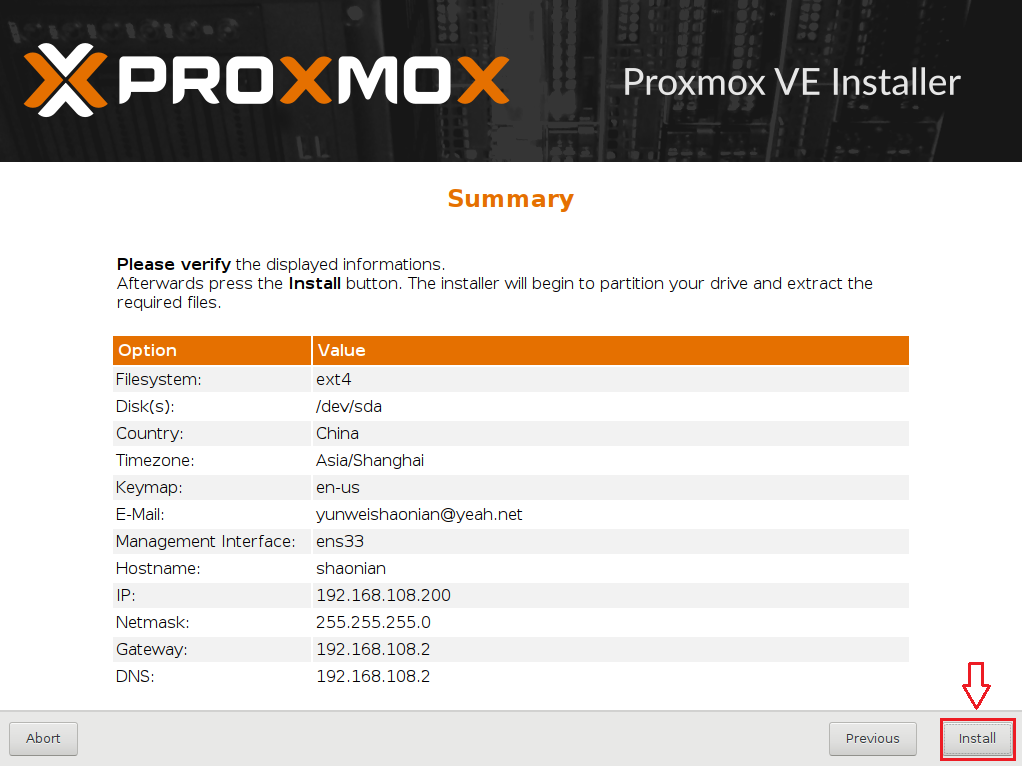 PROXMOX
Proxmox VE Installer
Summary
Please verify the displayed informations.
Afterwards press the Install button. The installer will begin to partition your drive and extract the
required files.
Option Value
Filesystem: ext4
Disk(s): /dev/sda
Country: China
Timezone: Asia/Shanghai
Keymap: en-us
E-Mail: yunweishaonian@yeah.net
Management Interface: ens33
Hostname: shaonian
IP: 192.168.108.200
Netmask: 255.255.255.0
Gateway: 192.168.108.2
DNS: 192.168.108.2
Abort Previous Install